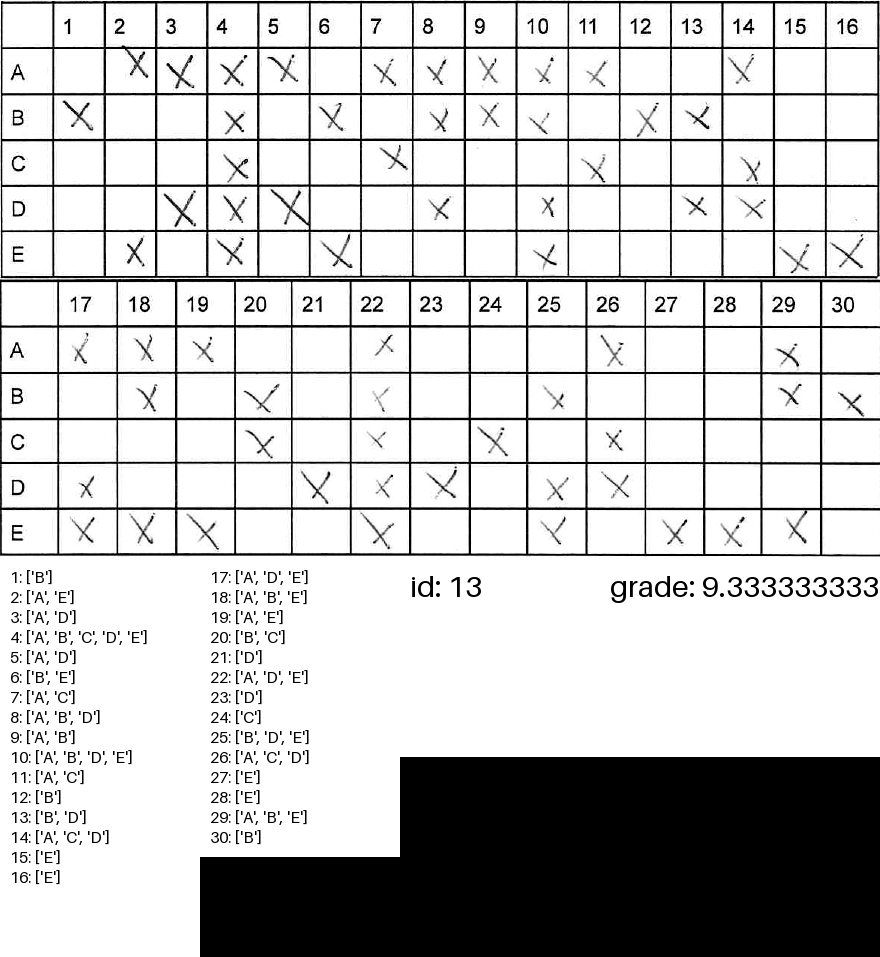 1 2 3 4 5 6 7 8 9 10 11 12 13 14 15 16
A
B
C
D
E
17 18 19 20 21 22 23 24 25 26 27 28 29 30
A
B
C
D
E
1: ['B']
2: ['A', 'E']
3: ['A', 'D']
4: ['A', 'B', 'C', 'D', 'E']
5: ['A', 'D']
6: ['B', 'E']
7: ['A', 'C']
8: ['A', 'B', 'D']
9: ['A', 'B']
10: ['A', 'B', 'D', 'E']
11: ['A', 'C']
12: ['B']
13: ['B', 'D']
14: ['A', 'C', 'D']
15: ['E']
16: ['E']
17: ['A', 'D', 'E']
18: ['A', 'B', 'E']
19: ['A', 'E']
20: ['B', 'C']
21: ['D']
22: ['A', 'D', 'E']
23: ['D']
24: ['C']
25: ['B', 'D', 'E']
26: ['A', 'C', 'D']
27: ['E']
28: ['E']
29: ['A', 'B', 'E']
30: ['B']
id: 13
grade: 9.333333333